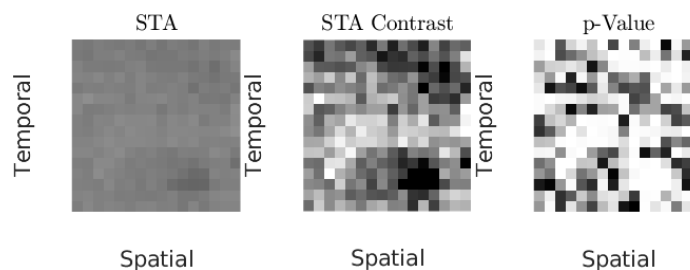 STA
STA Contrast
p-Value
Temporal
Temporal
Temporal
Spatial
Spatial
Spatial